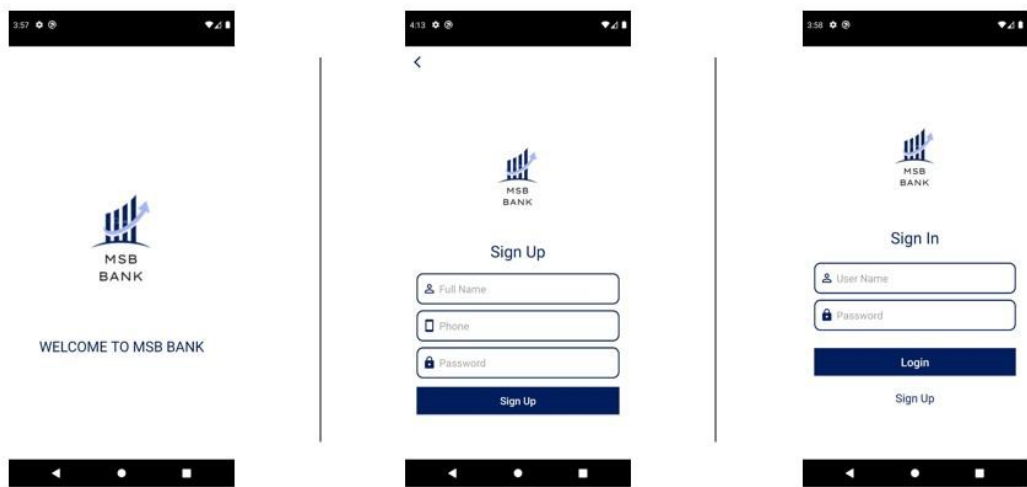 3:57
MSB
BANK
WELCOME TO MSB BANK
4:13
MSB
BANK
Sign Up
Full Name
Phone
Password
Sign Up
3:58
MSB
BANK
Sign In
User Name
Password
Login
Sign Up